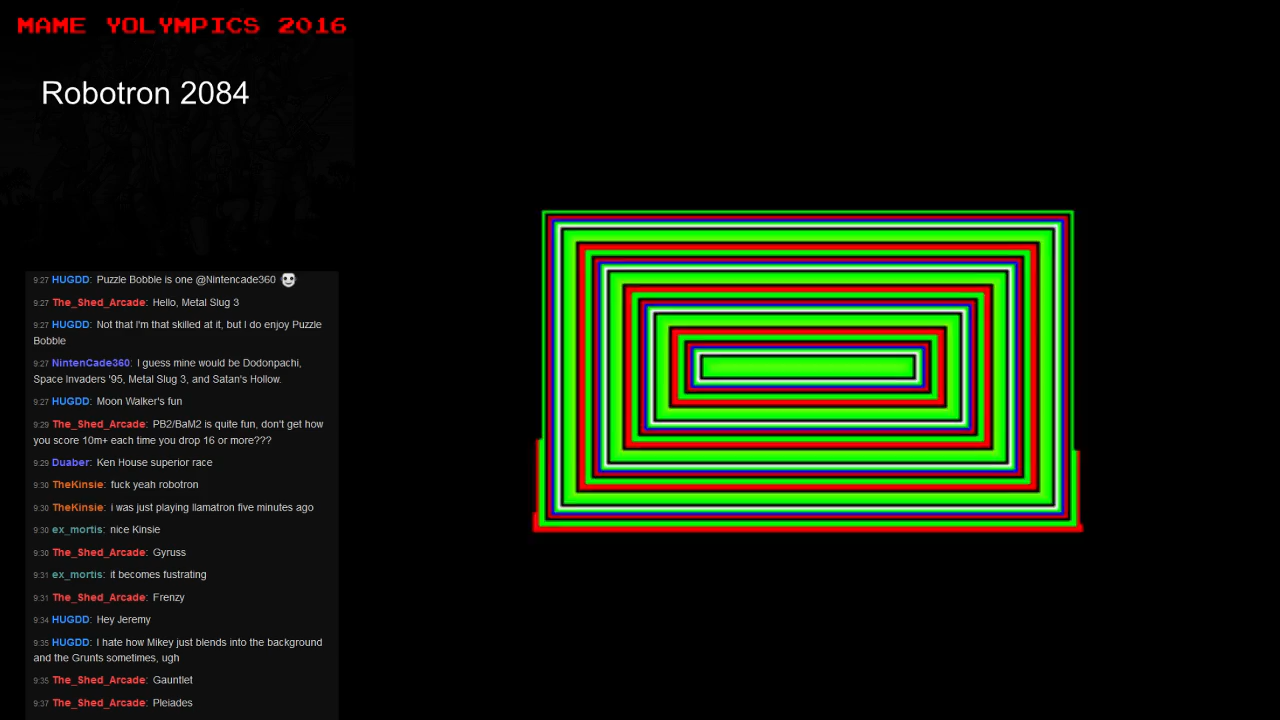 MAME YOLYMPICS 2016
Robotron 2084
9:27 HUGDD: Puzzle Bobble is one @Nintencade360
9:27 The_Shed_Arcade: Hello, Metal Slug 3
9:27 HUGDD: Not that I'm that skilled at it, but I do enjoy Puzzle
Bobble
9:27 NintenCade360: I guess mine would be Dodonpachi,
Space Invaders '95, Metal Slug 3, and Satan's Hollow.
9:27 HUGDD: Moon Walker's fun
9:29 The_Shed_Arcade: PB2/BaM2 is quite fun, don't get how
you score 10m+ each time you drop 16 or more???
9:29 Duaber: Ken House superior race
9:30 TheKinsie: fuck yeah robotron
9:30 TheKinsie: i was just playing llamatron five minutes ago
9:30 ex_mortis: nice Kinsie
9:30 The_Shed_Arcade: Gyruss
9:31 ex_mortis: it becomes fustrating
9:31 The_Shed_Arcade: Frenzy
9:34 HUGDD: Hey Jeremy
9:35 HUGDD: I hate how Mikey just blends into the background
and the Grunts sometimes, ugh
9:35 The_Shed_Arcade: Gauntlet
9:37 The_Shed_Arcade: Pleiades